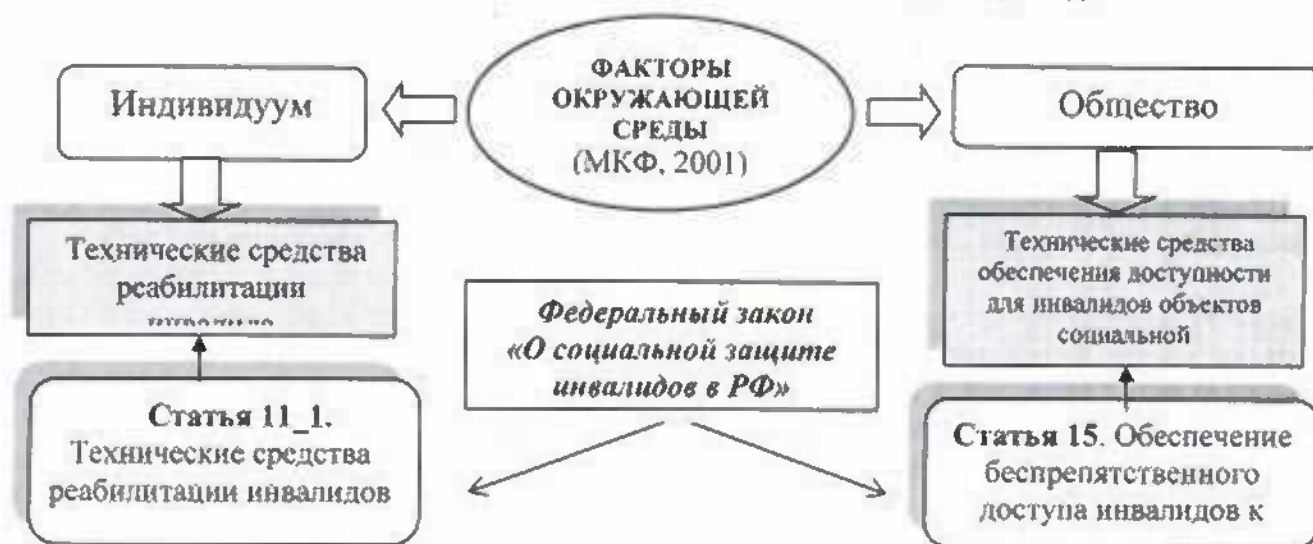 ФАКТОРЫ
ОКРУЖАЮЩЕЙ
СРЕДЫ
(МКФ, 2001)
Индивидуум
Общество
Технические средства
реабилитации
Технические средства
обеспечения доступности
для инвалидов объектов
социальной
Федеральный закон
«О социальной защите
инвалидов в РФ»
Статья 11_1.
Технические средства
реабилитации инвалидов
Статья 15. Обеспечение
беспрепятственного
доступа инвалидов к